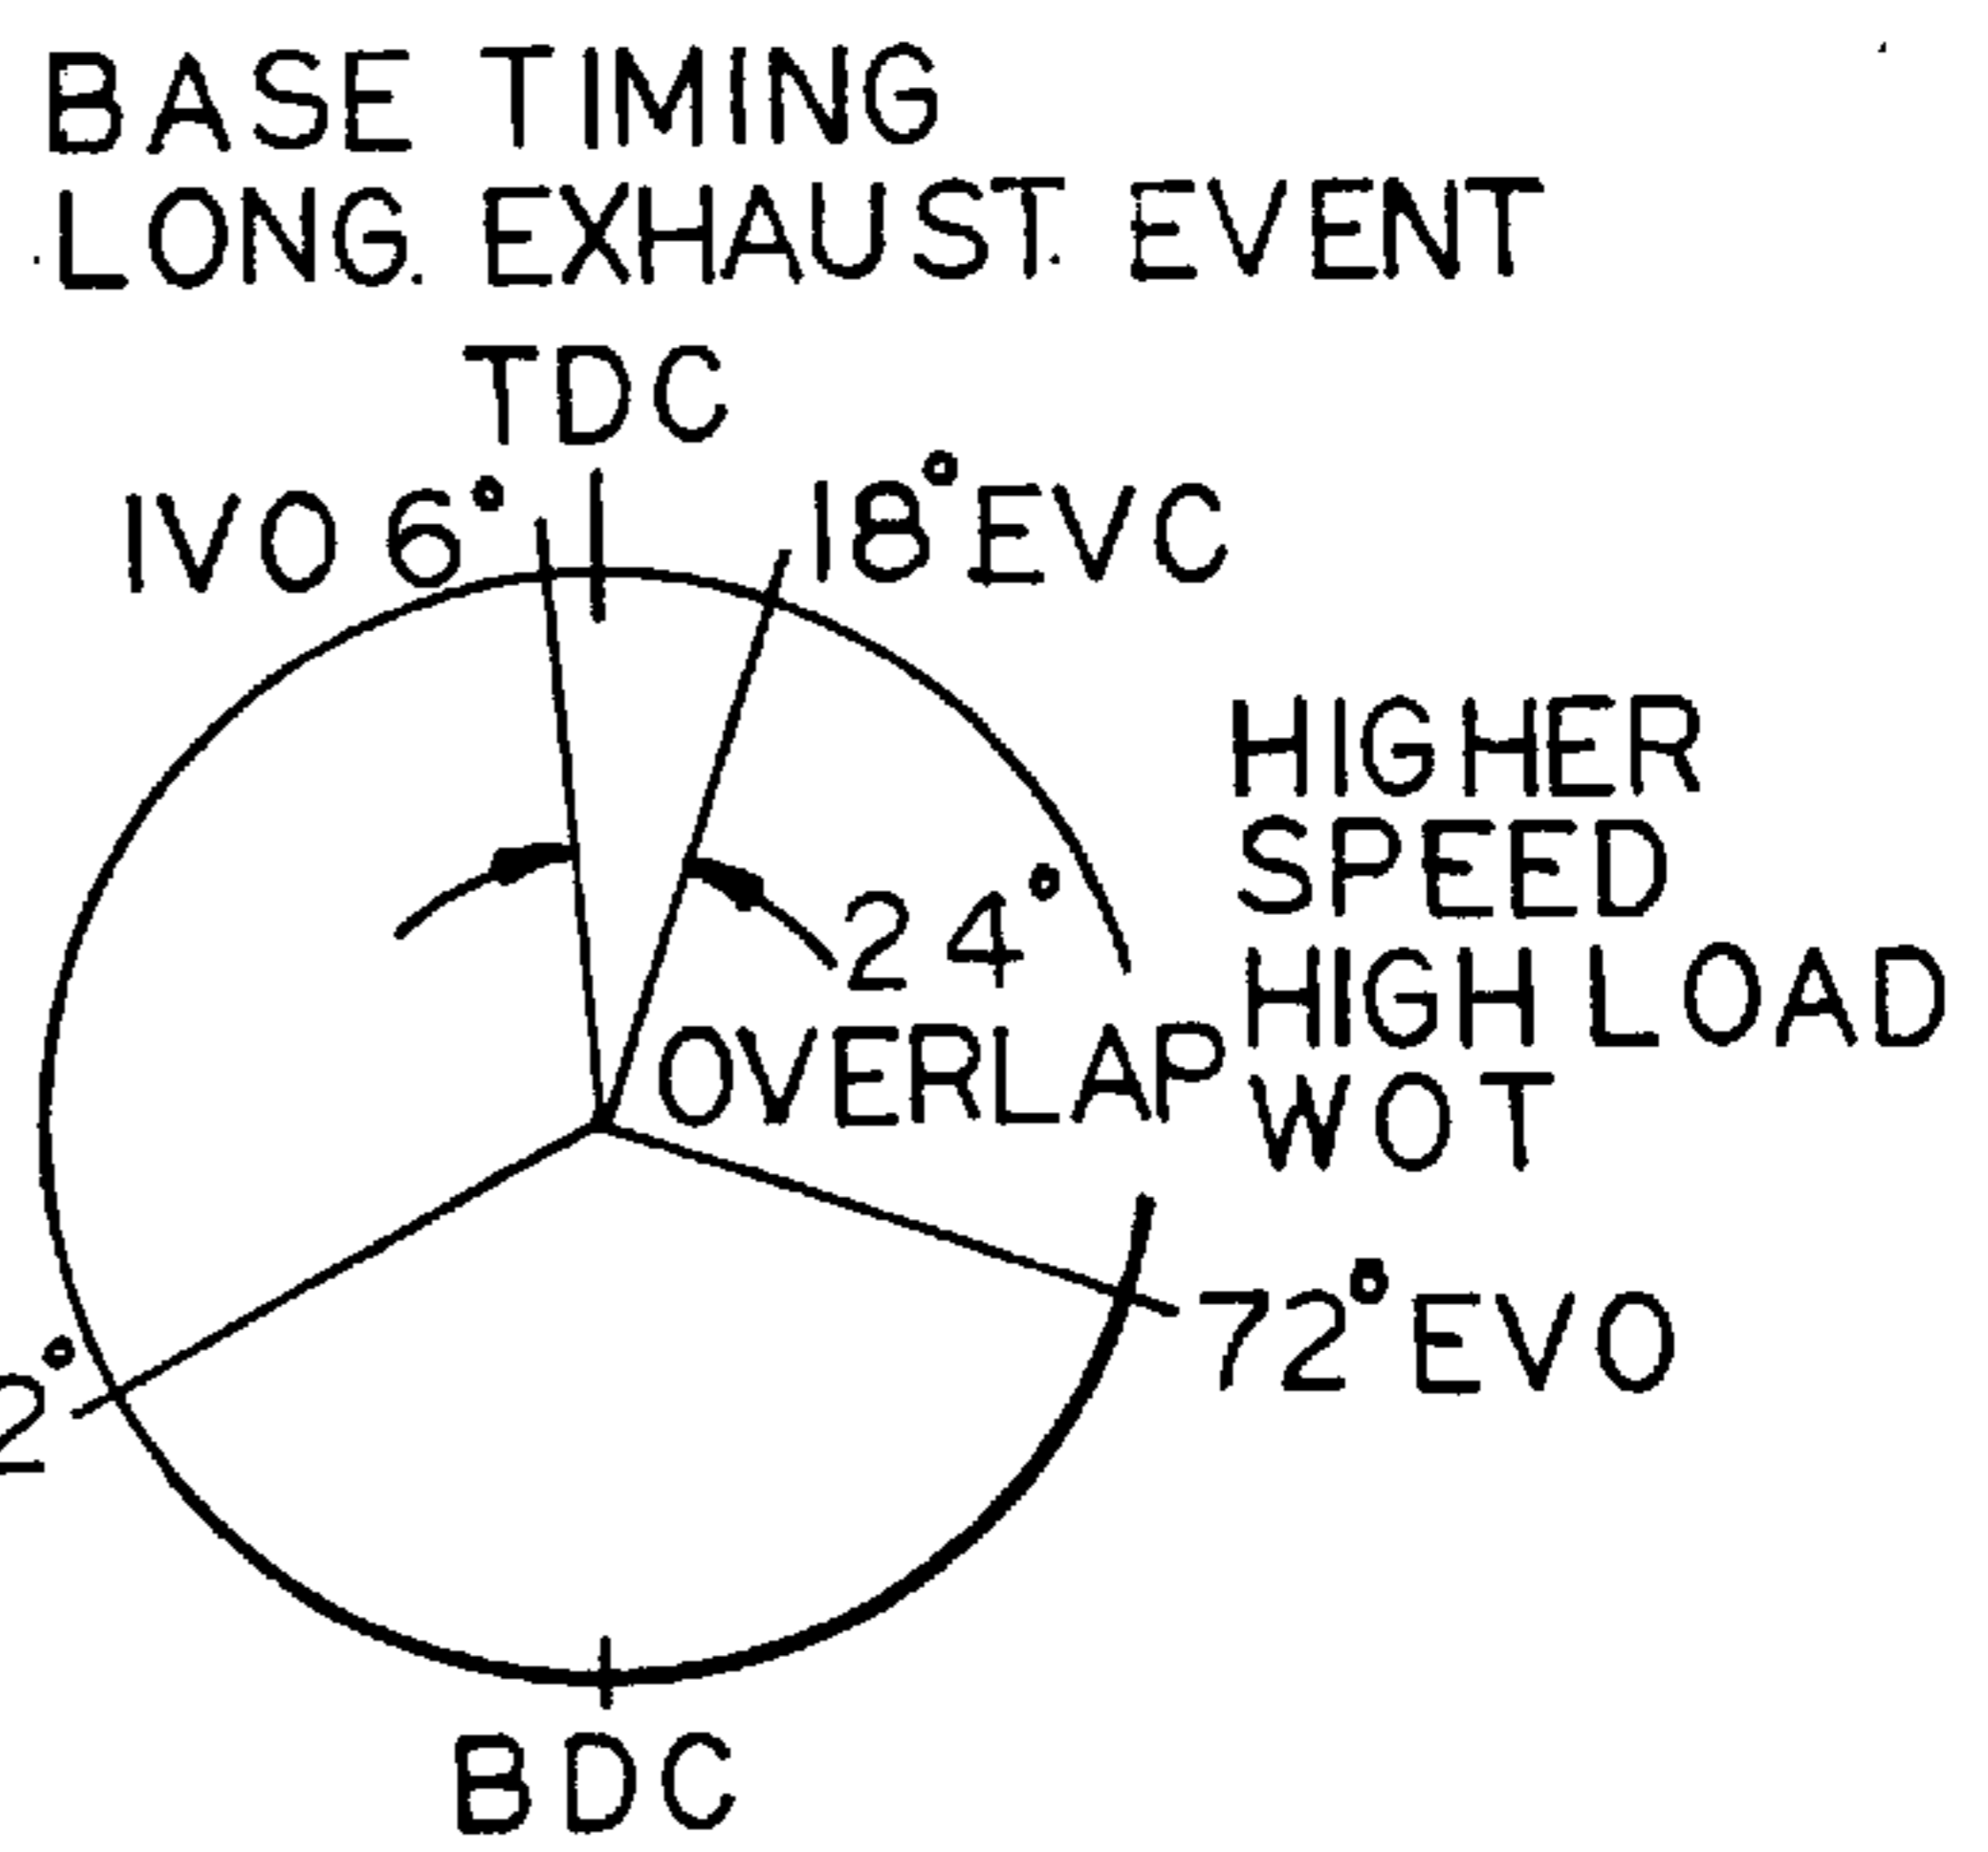 BASE TIMING
LONG. EXHAUST. EVENT
TDC
IVO 6° 18° EVC
HIGHER
SPEED
24° HIGH LOAD
OVERLAP WOT
72° EVO
2°
BDC